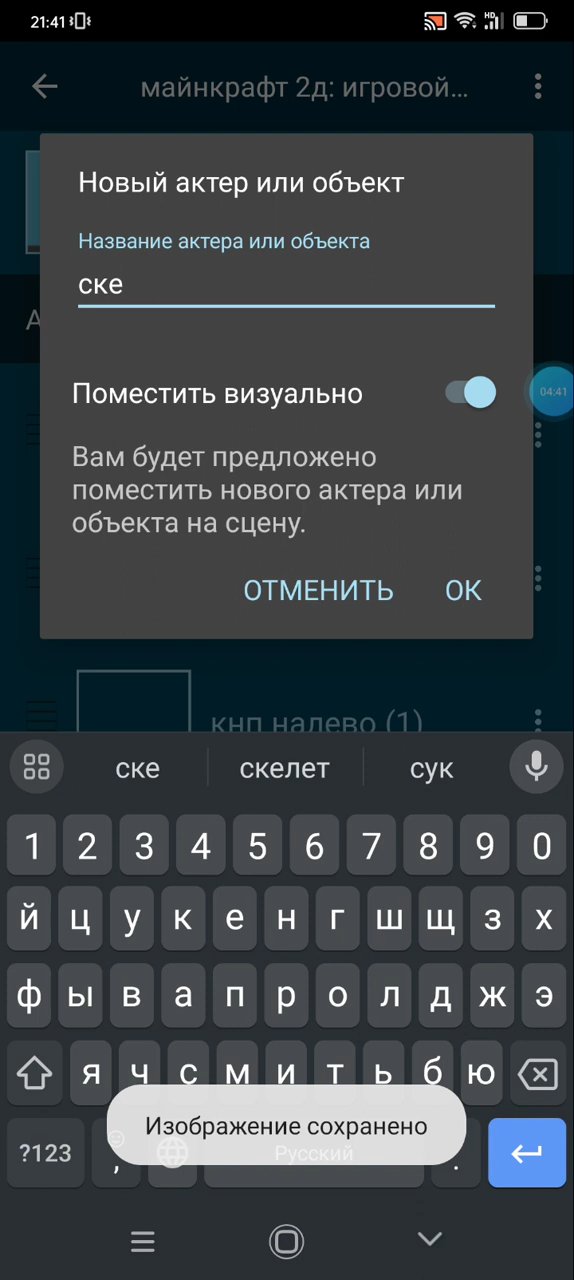 21:41
HD
майнкрафт 2д: игровой…
Новый актер или объект
Название актера или объекта
ске
А
Поместить визуально
04:41
Вам будет предложено
поместить нового актера или
объекта на сцену.
ОТМЕНИТЬ ОК
кнп налево (1)
ске скелет сук
1 2 3 4 5 6 7 8 9 0
й ц у к е н г ш щ з х
ф ы в а п р о л д ж э
я ч с м и т ь б ю
Изображение сохранено
?123 , Русский .